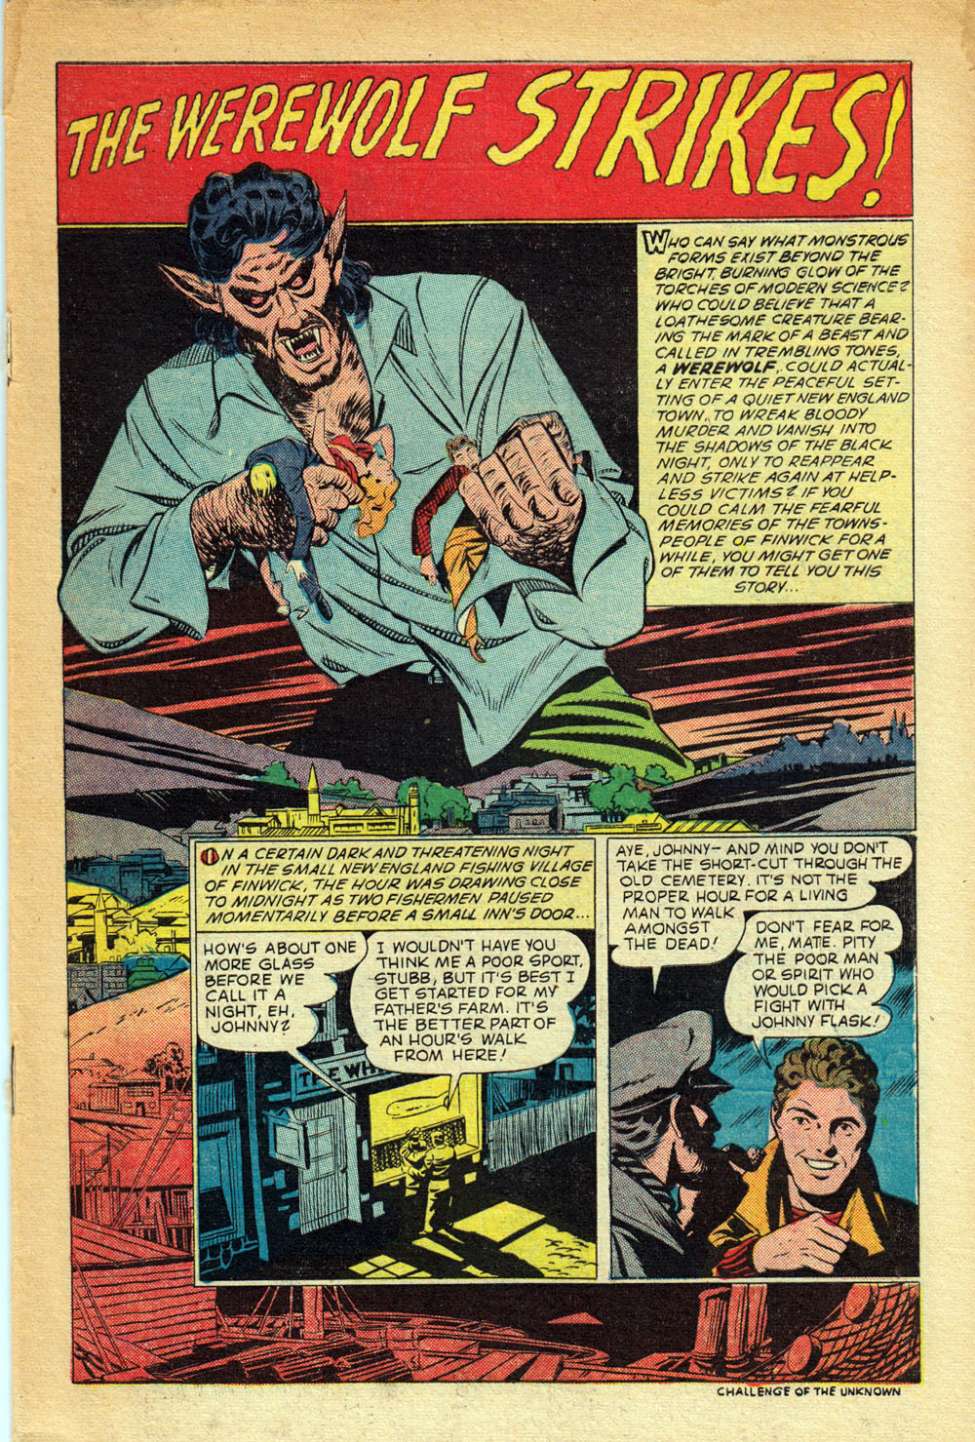 THE WEREWOLF STRIKES!
WHO CAN SAY WHAT MONSTROUS
FORMS EXIST BEYOND THE
BRIGHT, BURNING GLOW OF THE
TORCHES OF MODERN SCIENCE?
WHO COULD BELIEVE THAT A
LOATHESOME CREATURE BEAR-
ING THE MARK OF A BEAST AND
CALLED IN TREMBLING TONES,
A WEREWOLF, COULD ACTUAL-
LY ENTER THE PEACEFUL SET-
TING OF A QUIET NEW ENGLAND
TOWN, TO WREAK BLOODY
MURDER AND VANISH INTO
THE SHADOWS OF THE BLACK
NIGHT, ONLY TO REAPPEAR
AND STRIKE AGAIN AT HELP-
LESS VICTIMS? IF YOU
COULD CALM THE FEARFUL
MEMORIES OF THE TOWNS-
PEOPLE OF FINWICK FOR A
WHILE, YOU MIGHT GET ONE
OF THEM TO TELL YOU THIS
STORY...
ON A CERTAIN DARK AND THREATENING NIGHT
IN THE SMALL NEW ENGLAND FISHING VILLAGE
OF FINWICK, THE HOUR WAS DRAWING CLOSE
TO MIDNIGHT AS TWO FISHERMEN PAUSED
MOMENTARILY BEFORE A SMALL INN'S DOOR...
HOW'S ABOUT ONE
MORE GLASS
BEFORE WE
CALL IT A
NIGHT, EH,
JOHNNY?
I WOULDN'T HAVE YOU
THINK ME A POOR SPORT,
STUBB, BUT IT'S BEST I
GET STARTED FOR MY
FATHER'S FARM. IT'S
THE BETTER PART OF
AN HOUR'S WALK
FROM HERE!
THE WH
AYE, JOHNNY- AND MIND YOU DON'T
TAKE THE SHORT-CUT THROUGH THE
OLD CEMETERY. IT'S NOT THE
PROPER HOUR FOR A LIVING
MAN TO WALK
AMONGST
THE DEAD!
DON'T FEAR FOR
ME, MATE. PITY
THE POOR MAN
OR SPIRIT WHO
WOULD PICK A
FIGHT WITH
JOHNNY FLASK!
CHALLENGE OF THE UNKNOWN